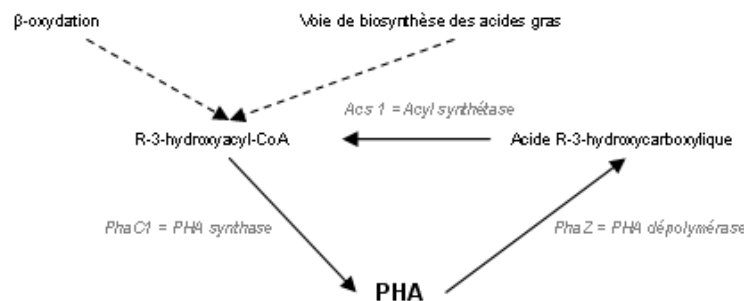 β-oxydation
Voie de biosynthèse des acides gras
Acs 1 = Acyl synthétase
R-3-hydroxyacyl-CoA
Acide R-3-hydroxycarboxylique
PhaC1 = PHA synthase
PhaZ = PHA dépolymérase
PHA